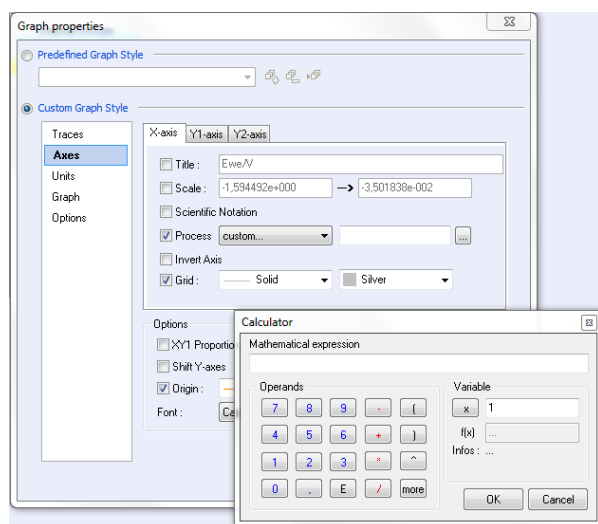 Graph properties
Predefined Graph Style
Custom Graph Style
Traces
Axes
Units
Graph
Options
X-axis Y1-axis Y2-axis
Title : Ewe/V
Scale : -1,594492e+000 -3,501838e-002
Scientific Notation
Process custom... ...
Invert Axis
Grid : Solid Silver
Options
XY1 Proportio
Shift Y-axes
Origin :
Font : Ca
Calculator
Mathematical expression
Operands
7 8 9 - (
4 5 6 + )
1 2 3 * ^
0 , E / more
Variable
x 1
f(x) ...
Infos : ...
OK Cancel